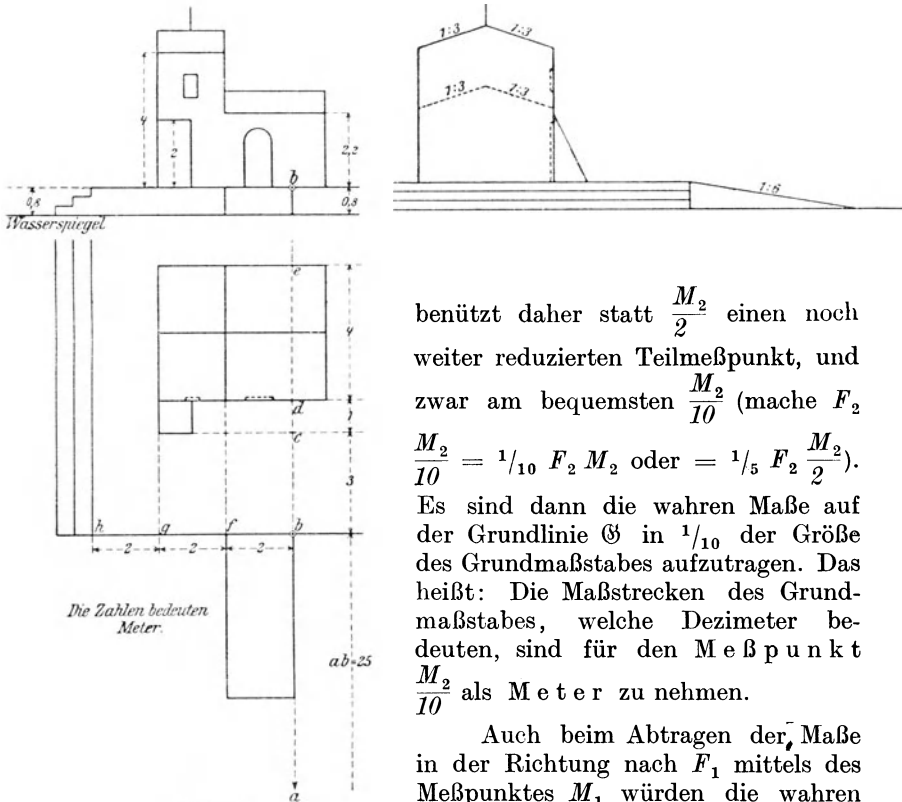 1:3 1:3
1:3 1:3
1:6
4
2
2,2
b
0,8
0,8
Wasserspiegel
e
4
d
1
c
3
h g f b
2 2 2
Die Zahlen bedeuten
Meter.
ab=25
a
benützt daher statt M₂/2 einen noch
weiter reduzierten Teilmeßpunkt, und
zwar am bequemsten M₂/10 (mache F₂
M₂/10 = ¹/₁₀ F₂ M₂ oder = ¹/₅ F₂ M₂/2).
Es sind dann die wahren Maße auf
der Grundlinie 𝔊 in ¹/₁₀ der Größe
des Grundmaßstabes aufzutragen. Das
heißt: Die Maßstrecken des Grund-
maßstabes, welche Dezimeter be-
deuten, sind für den Meßpunkt
M₂/10 als Meter zu nehmen.
Auch beim Abtragen der Maße
in der Richtung nach F₁ mittels des
Meßpunktes M₁ würden die wahren